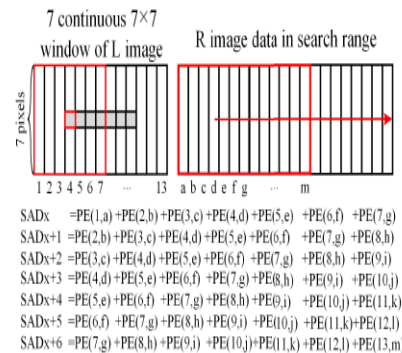 7 continuous 7×7
window of L image
R image data in search range
7 pixels
1 2 3 4 5 6 7 ... 13
a b c d e f g ... m
SADx =PE(1,a) +PE(2,b) +PE(3,c) +PE(4,d) +PE(5,e) +PE(6,f) +PE(7,g)
SADx+1 =PE(2,b) +PE(3,c) +PE(4,d) +PE(5,e) +PE(6,f) +PE(7,g) +PE(8,h)
SADx+2 =PE(3,c) +PE(4,d) +PE(5,e) +PE(6,f) +PE(7,g) +PE(8,h) +PE(9,i)
SADx+3 =PE(4,d) +PE(5,e) +PE(6,f) +PE(7,g) +PE(8,h) +PE(9,i) +PE(10,j)
SADx+4 =PE(5,e) +PE(6,f) +PE(7,g) +PE(8,h) +PE(9,i) +PE(10,j) +PE(11,k)
SADx+5 =PE(6,f) +PE(7,g) +PE(8,h) +PE(9,i) +PE(10,j) +PE(11,k)+PE(12,l)
SADx+6 =PE(7,g) +PE(8,h) +PE(9,i) +PE(10,j) +PE(11,k) +PE(12,l) +PE(13,m)